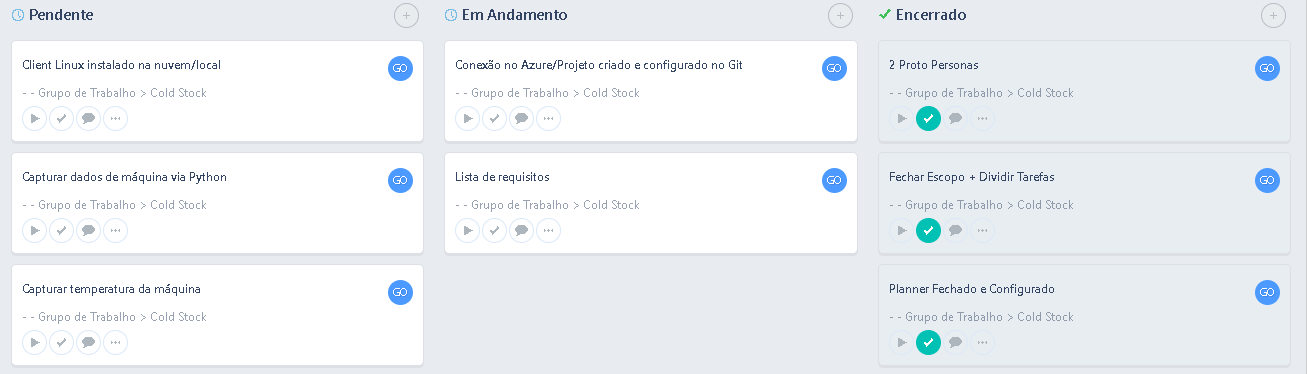 Pendente
Client Linux instalado na nuvem/local
GO
- - Grupo de Trabalho > Cold Stock
Capturar dados de máquina via Python
GO
- - Grupo de Trabalho > Cold Stock
Capturar temperatura da máquina
GO
- - Grupo de Trabalho > Cold Stock
Em Andamento
Conexão no Azure/Projeto criado e configurado no Git
GO
- - Grupo de Trabalho > Cold Stock
Lista de requisitos
GO
- - Grupo de Trabalho > Cold Stock
Encerrado
2 Proto Personas
GO
- - Grupo de Trabalho > Cold Stock
Fechar Escopo + Dividir Tarefas
GO
- - Grupo de Trabalho > Cold Stock
Planner Fechado e Configurado
GO
- - Grupo de Trabalho > Cold Stock